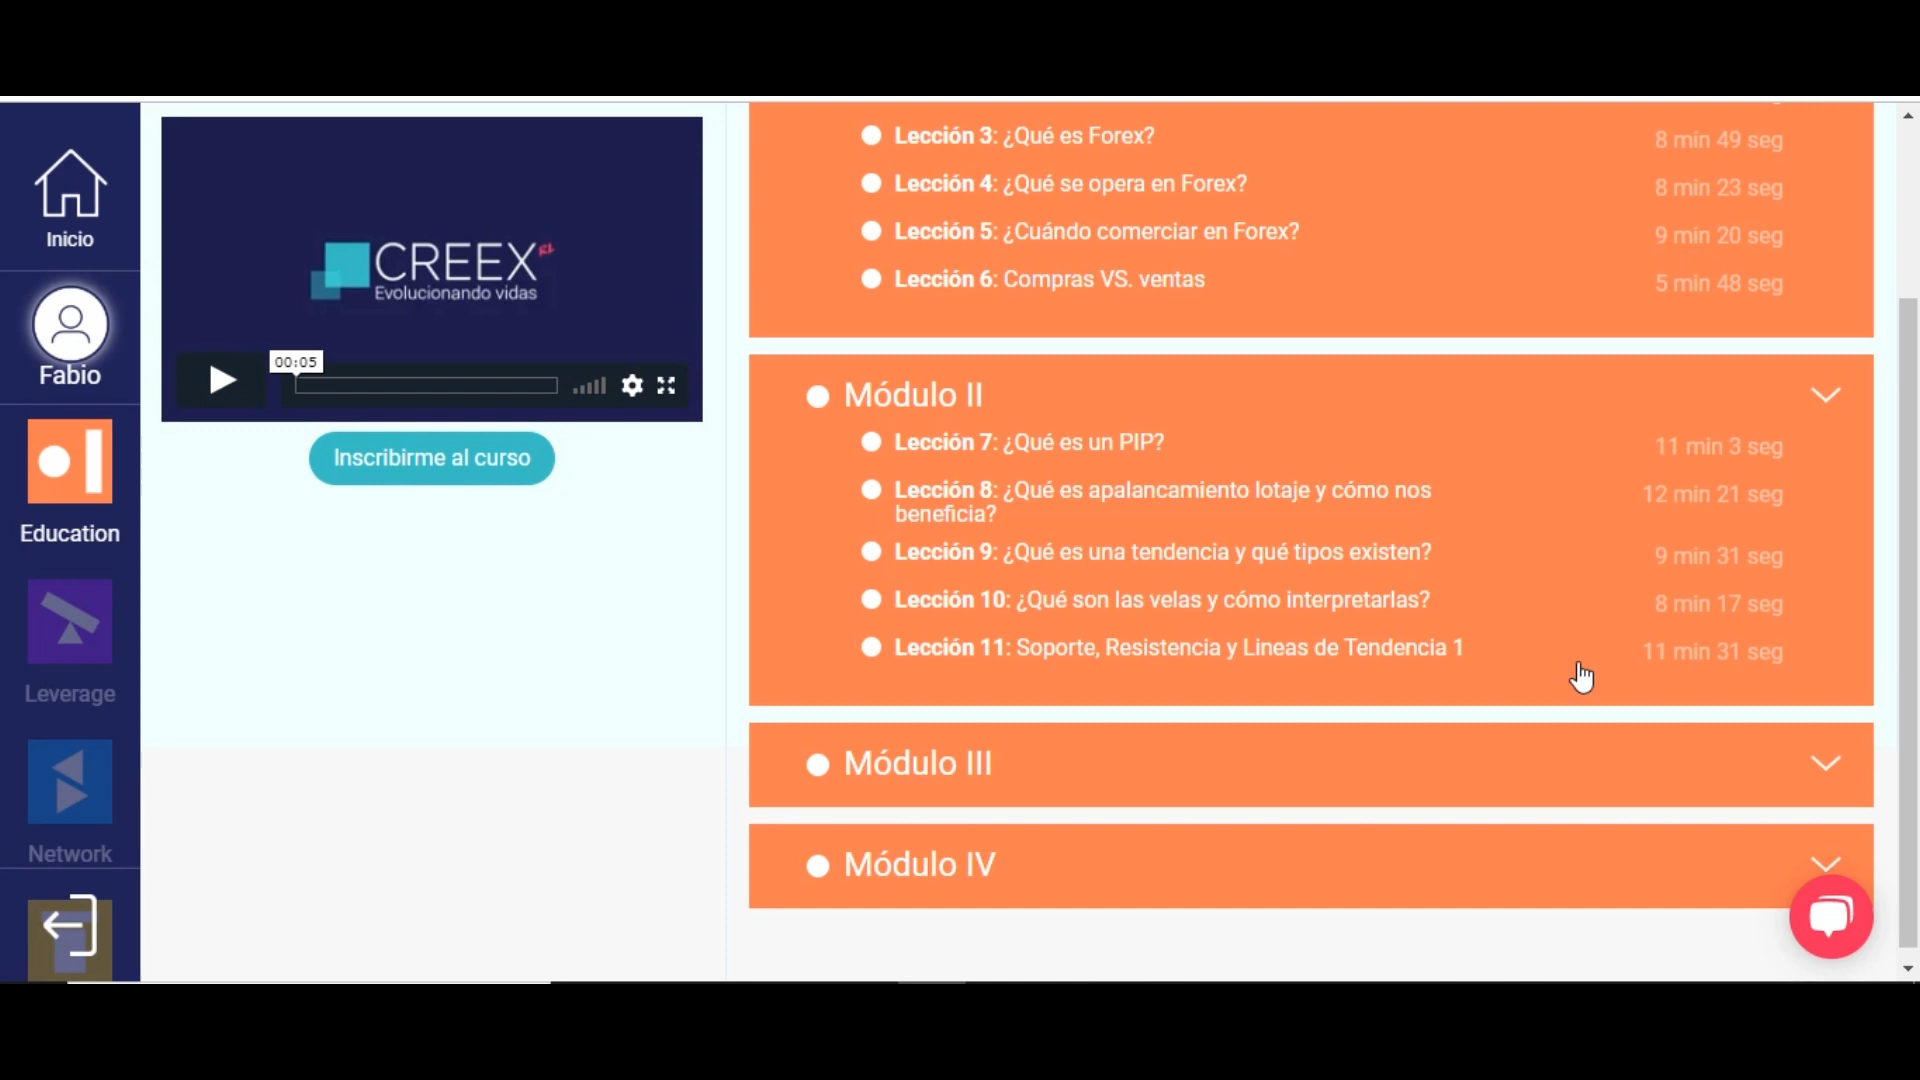 Inicio
Fabio
Education
Leverage
Network
CREEX
Evolucionando vidas
00:05
Inscribirme al curso
Lección 3: ¿Qué es Forex?
8 min 49 seg
Lección 4: ¿Qué se opera en Forex?
8 min 23 seg
Lección 5: ¿Cuándo comerciar en Forex?
9 min 20 seg
Lección 6: Compras VS. ventas
5 min 48 seg
Módulo II
Lección 7: ¿Qué es un PIP?
11 min 3 seg
Lección 8: ¿Qué es apalancamiento lotaje y cómo nos
beneficia?
12 min 21 seg
Lección 9: ¿Qué es una tendencia y qué tipos existen?
9 min 31 seg
Lección 10: ¿Qué son las velas y cómo interpretarlas?
8 min 17 seg
Lección 11: Soporte, Resistencia y Lineas de Tendencia 1
11 min 31 seg
Módulo III
Módulo IV